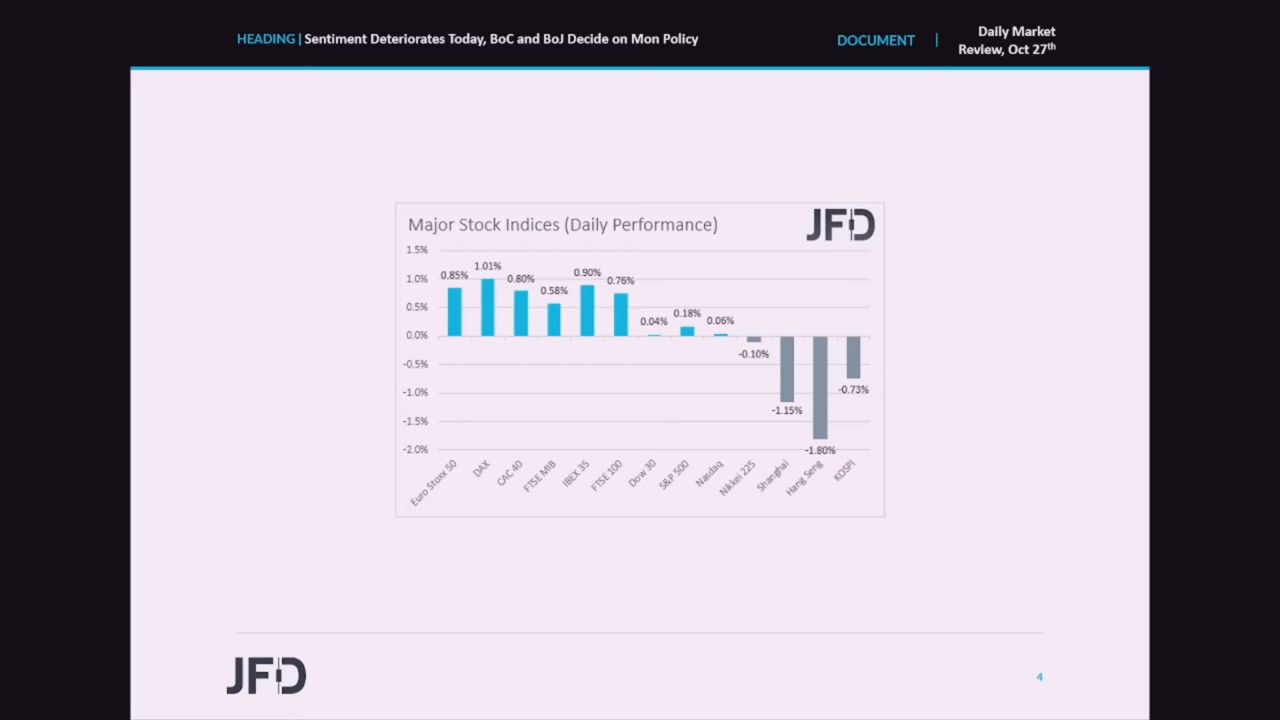 HEADING | Sentiment Deteriorates Today, BoC and BoJ Decide on Mon Policy
DOCUMENT | Daily Market
Review, Oct 27th
Major Stock Indices (Daily Performance)
JFD
1.5%
1.0%
0.5%
0.0%
-0.5%
-1.0%
-1.5%
-2.0%
0.85%
1.01%
0.80%
0.58%
0.90%
0.76%
0.04%
0.18%
0.06%
-0.10%
-1.15%
-1.80%
-0.73%
Euro Stoxx 50
DAX
CAC 40
FTSE MIB
IBEX 35
FTSE 100
Dow 30
S&P 500
Nasdaq
Nikkei 225
Shanghai
Hang Seng
KOSPI
JFD
4